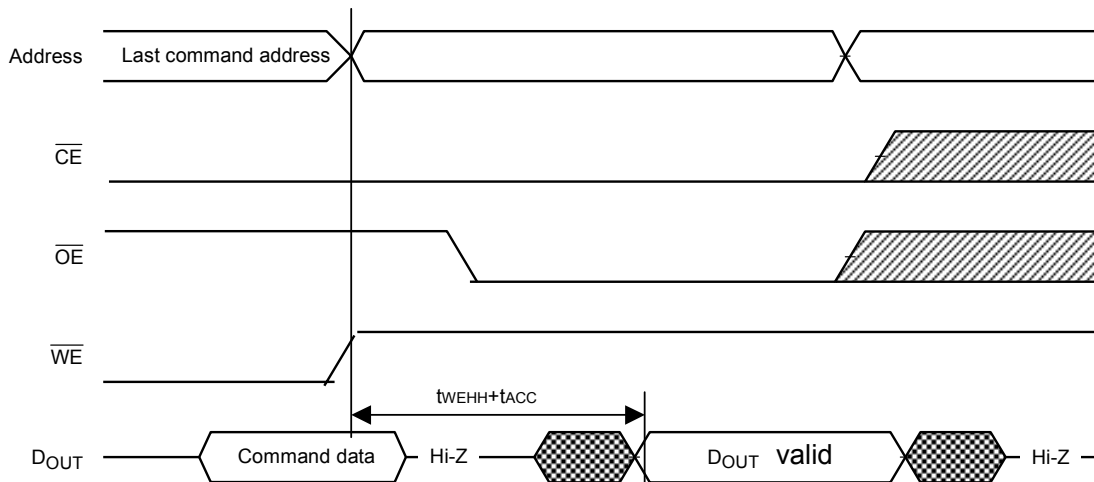 Address Last command address
CE
OE
WE
tWEHH+tACC
DOUT Command data Hi-Z DOUT valid Hi-Z